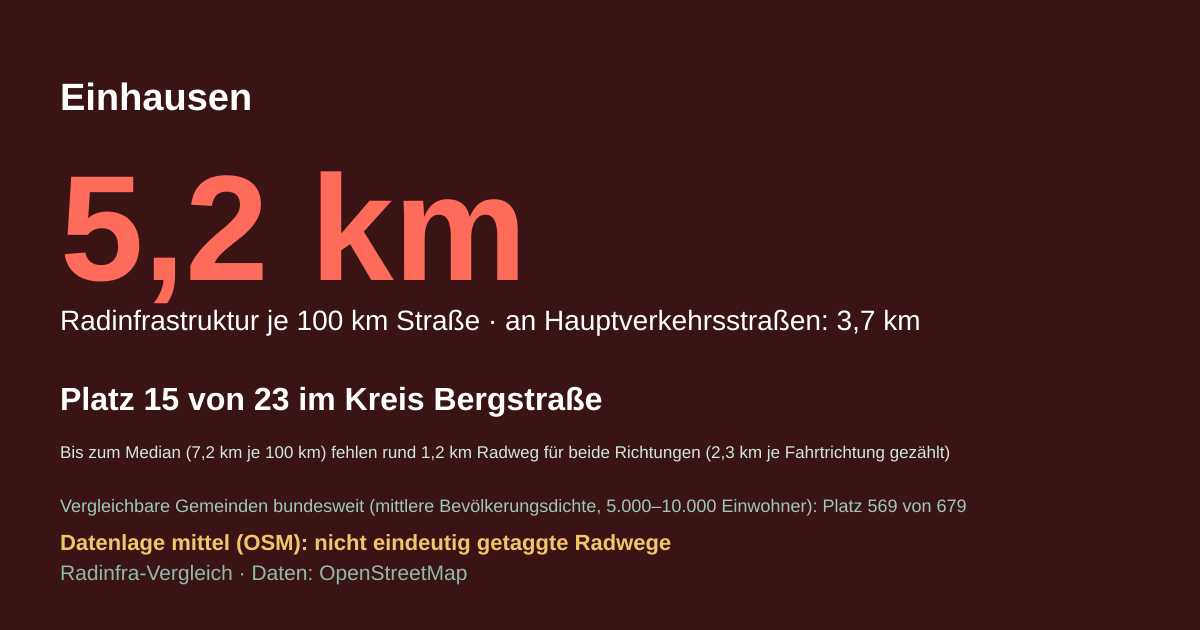 Einhausen
5,2 km
Radinfrastruktur je 100 km Straße · an Hauptverkehrsstraßen: 3,7 km
Platz 15 von 23 im Kreis Bergstraße
Bis zum Median (7,2 km je 100 km) fehlen rund 1,2 km Radweg für beide Richtungen (2,3 km je Fahrtrichtung gezählt)
Vergleichbare Gemeinden bundesweit (mittlere Bevölkerungsdichte, 5.000–10.000 Einwohner): Platz 569 von 679
Datenlage mittel (OSM): nicht eindeutig getaggte Radwege
Radinfra-Vergleich · Daten: OpenStreetMap